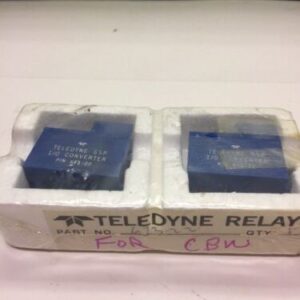 TELEDYNE SSR
I/O CONVERTER
P/N
TELEDYNE SSR
I/O CONVERTER
TELEDYNE RELAY
PART NO. QTY
FOR CBW